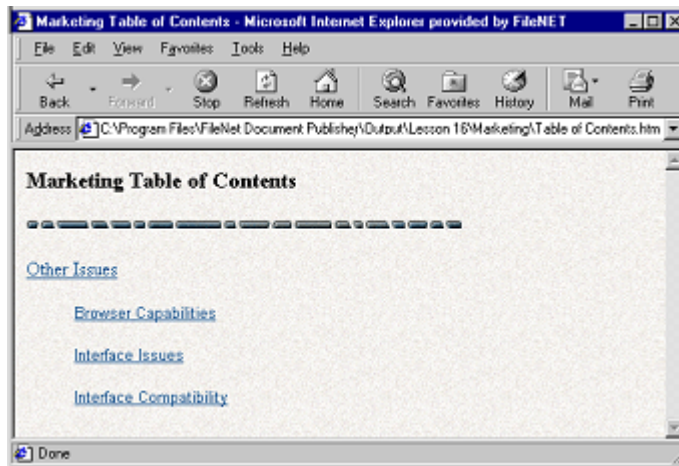 Marketing Table of Contents - Microsoft Internet Explorer provided by FileNET
File Edit View Favorites Tools Help
Back Forward Stop Refresh Home Search Favorites History Mail Print
Address C:\Program Files\FileNet Document Publisher\Output\Lesson 16\Marketing\Table of Contents.htm
Marketing Table of Contents
Other Issues
Browser Capabilities
Interface Issues
Interface Compatibility
Done